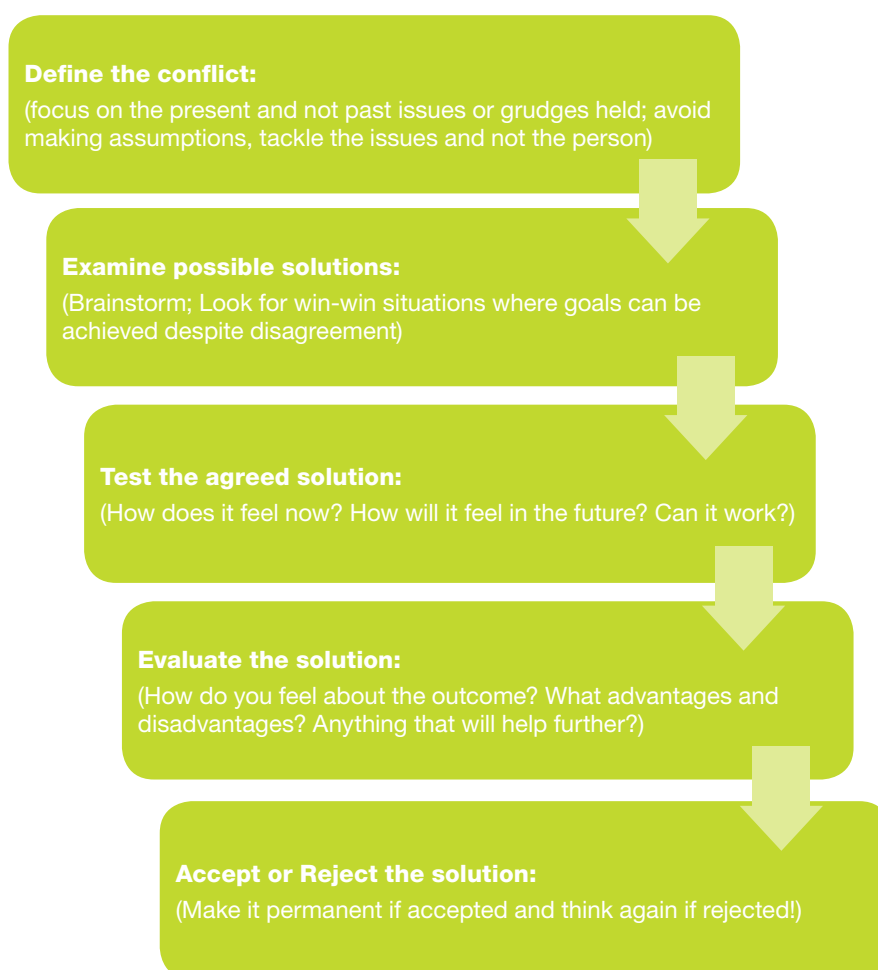 Define the conflict:
(focus on the present and not past issues or grudges held; avoid
making assumptions, tackle the issues and not the person)
Examine possible solutions:
(Brainstorm; Look for win-win situations where goals can be
achieved despite disagreement)
Test the agreed solution:
(How does it feel now? How will it feel in the future? Can it work?)
Evaluate the solution:
(How do you feel about the outcome? What advantages and
disadvantages? Anything that will help further?)
Accept or Reject the solution:
(Make it permanent if accepted and think again if rejected!)